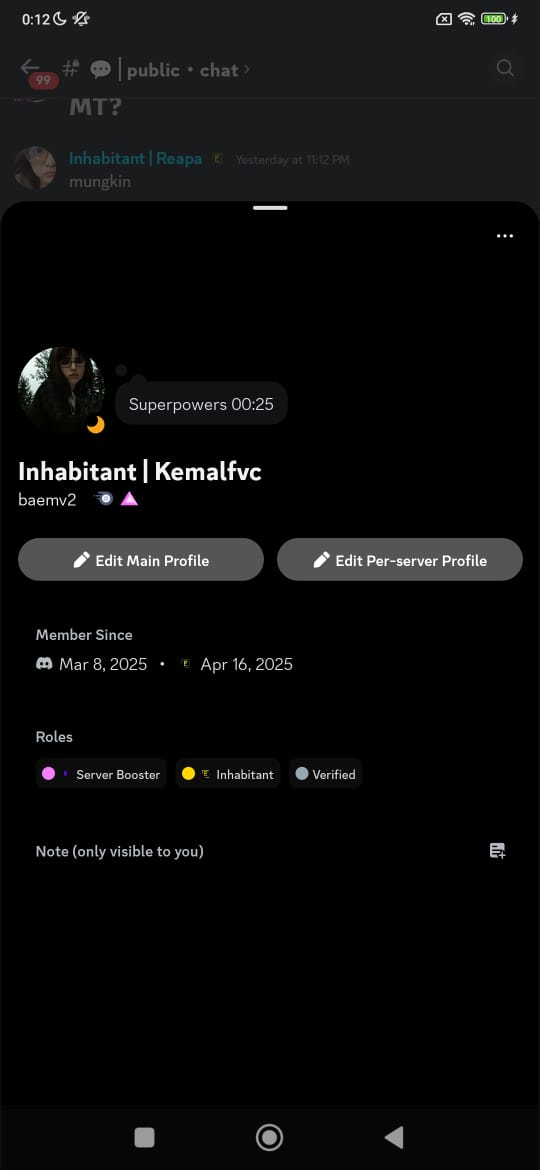 0:12
100
99
public • chat
MT?
Inhabitant | Reapa Yesterday at 11:12 PM
mungkin
Superpowers 00:25
Inhabitant | Kemalfvc
baemv2
Edit Main Profile
Edit Per-server Profile
Member Since
Mar 8, 2025 • Apr 16, 2025
Roles
Server Booster
Inhabitant
Verified
Note (only visible to you)